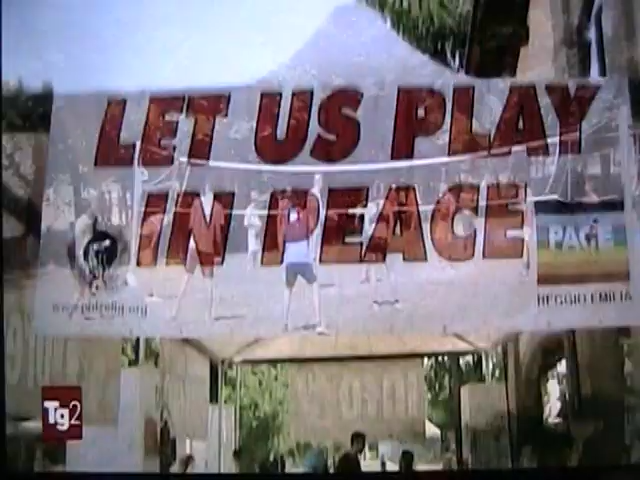 LET US PLAY
IN PEACE
PACE
REGGIO EMILIA
Tg2